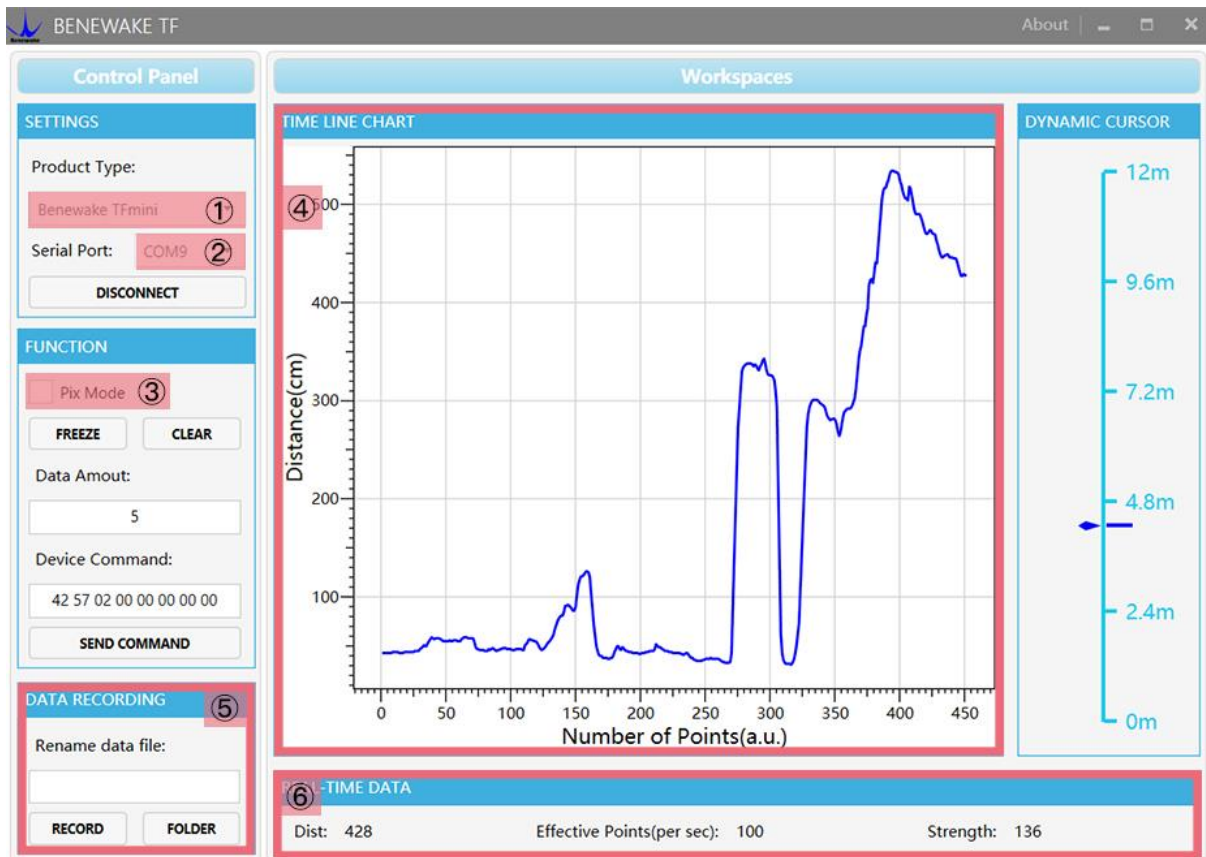 BENEWAKE TF
About
Control Panel
SETTINGS
Product Type:
Benewake TFmini ①
Serial Port: COM9 ②
DISCONNECT
FUNCTION
Pix Mode ③
FREEZE CLEAR
Data Amout:
5
Device Command:
42 57 02 00 00 00 00 00
SEND COMMAND
DATA RECORDING ⑤
Rename data file:
RECORD FOLDER
Workspaces
TIME LINE CHART
④
500
400
300
200
100
Distance(cm)
0 50 100 150 200 250 300 350 400 450
Number of Points(a.u.)
DYNAMIC CURSOR
12m
9.6m
7.2m
4.8m
2.4m
0m
REAL-TIME DATA
⑥
Dist: 428 Effective Points(per sec): 100 Strength: 136